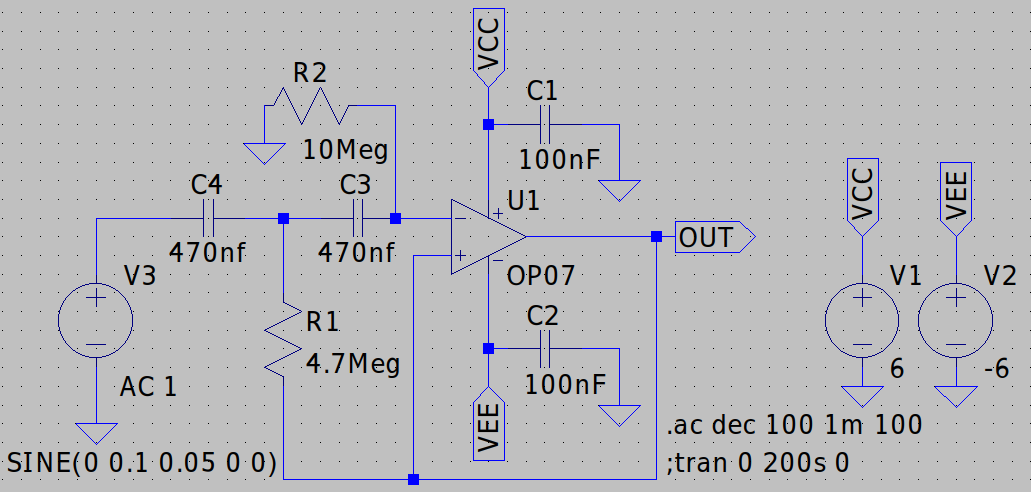 VCC
R2
C1
10Meg
100nF
C4
C3
U1
VCC
VEE
470nf
470nf
OUT
V3
OP07
V1
V2
R1
C2
4.7Meg
6
-6
AC 1
100nF
VEE
.ac dec 100 1m 100
SINE(0 0.1 0.05 0 0)
;tran 0 200s 0